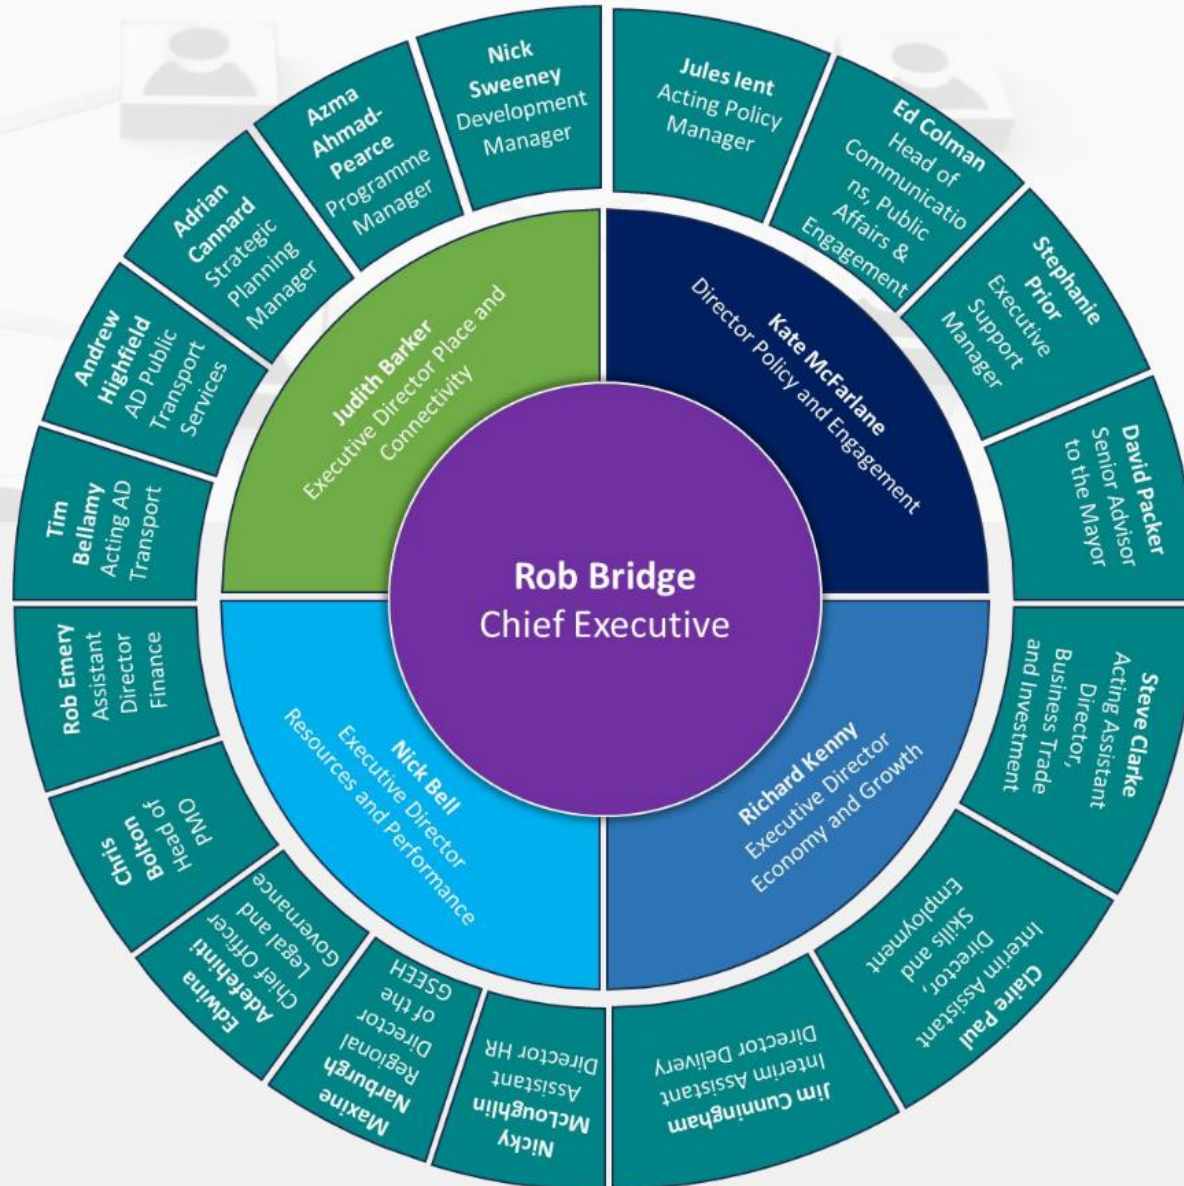 Rob Bridge
Chief Executive
Judith Barker
Executive Director Place and
Connectivity
Kate McFarlane
Director Policy and Engagement
Richard Kenny
Executive Director
Economy and Growth
Nick Bell
Executive Director
Resources and Performance
Jules Ient
Acting Policy
Manager
Ed Colman
Head of
Communicatio
ns, Public
Affairs &
Engagement
Stephanie
Prior
Executive
Support
Manager
David Packer
Senior Advisor
to the Mayor
Steve Clarke
Acting Assistant
Director,
Business Trade
and Investment
Claire Paul
Interim Assistant
Director,
Skills and
Employment
Jim Cunningham
Interim Assistant
Director Delivery
Nicky
McLoughlin
Assistant
Director HR
Maxine
Narburgh
Regional
Director
of the
GSEEH
Edwina
Adefehinti
Chief Officer
Legal and
Governance
Chris
Bolton
Head of
PMO
Rob Emery
Assistant
Director
Finance
Tim
Bellamy
Acting AD
Transport
Andrew
Highfield
AD Public
Transport
Services
Adrian
Cannard
Strategic
Planning
Manager
Azma
Ahmad-
Pearce
Programme
Manager
Nick
Sweeney
Development
Manager